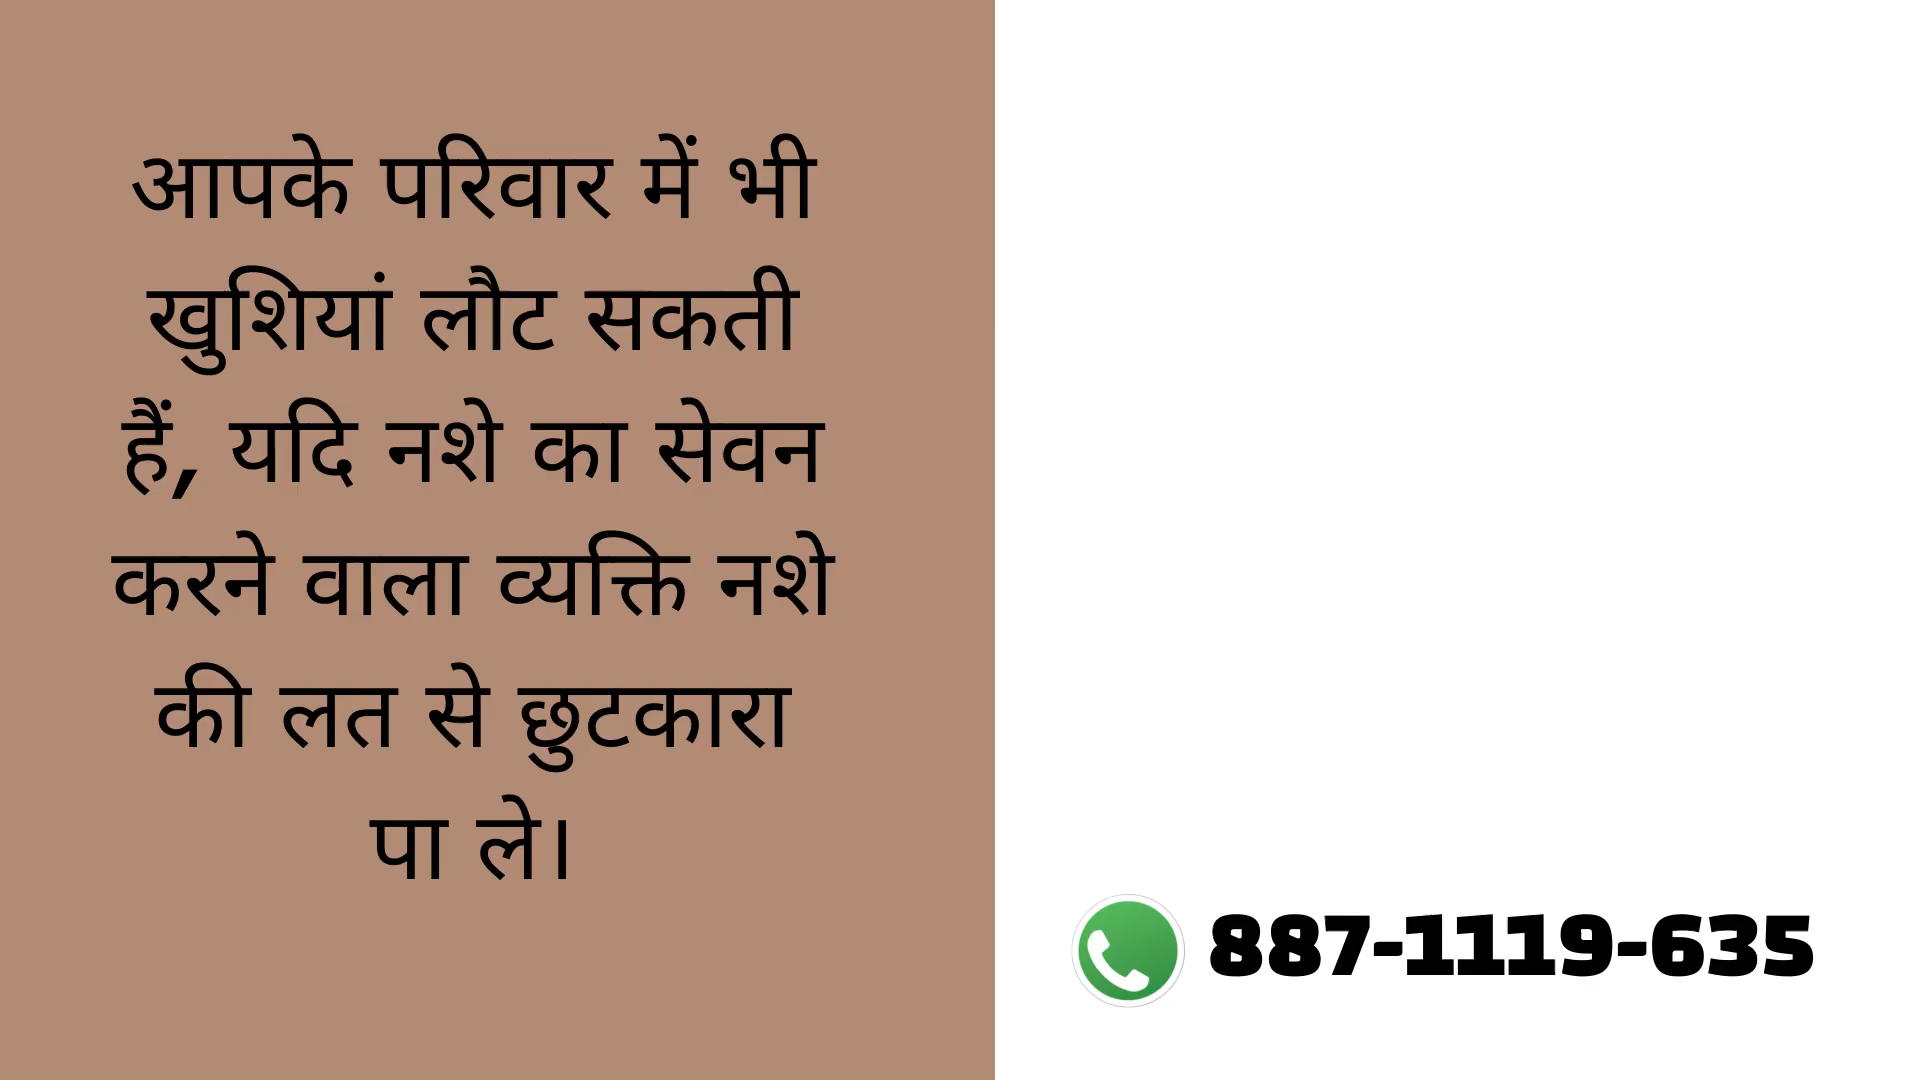 आपके परिवार में भी
खुशियां लौट सकती
हैं, यदि नशे का सेवन
करने वाला व्यक्ति नशे
की लत से छुटकारा
पा ले।
887-1119-635